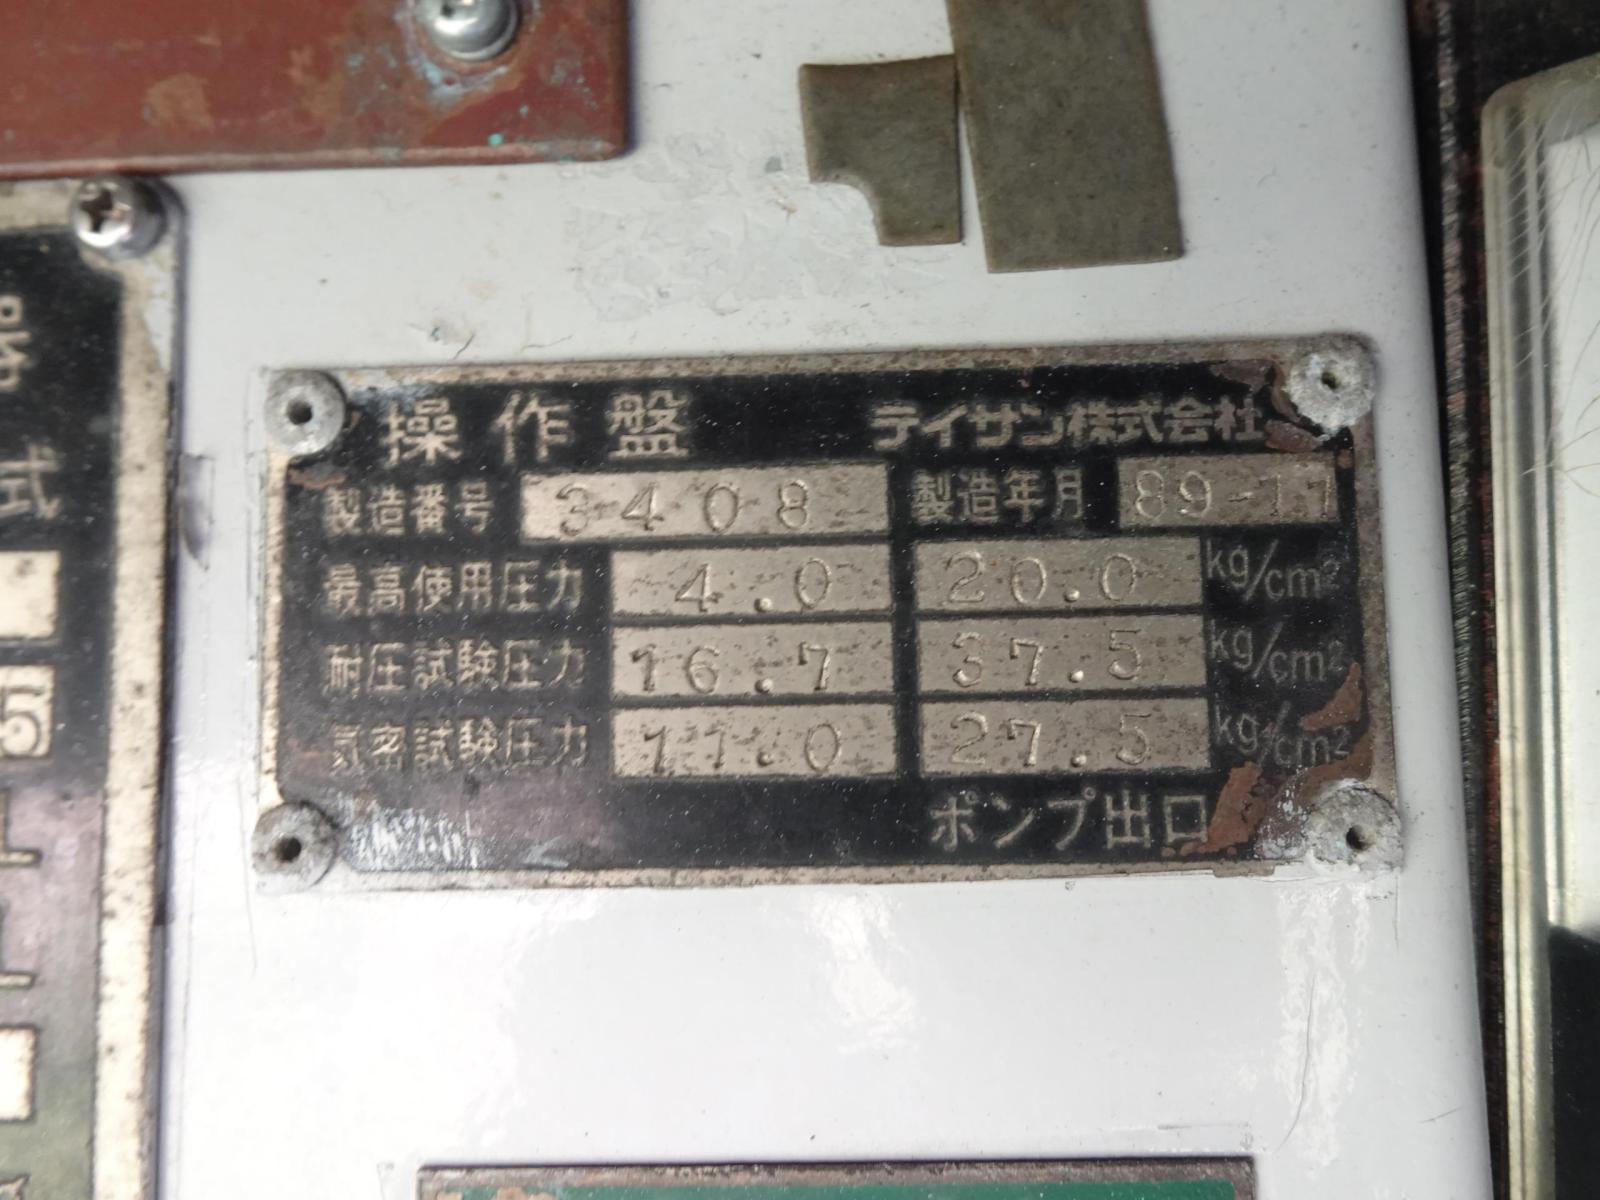 操作盤 テイサン株式会社
製造番号 3408 製造年月 89-11
最高使用圧力 4.0 20.0 kg/cm²
耐圧試験圧力 16.7 37.5 kg/cm²
気密試験圧力 11.0 27.5 kg/cm²
ポンプ出口
式
5